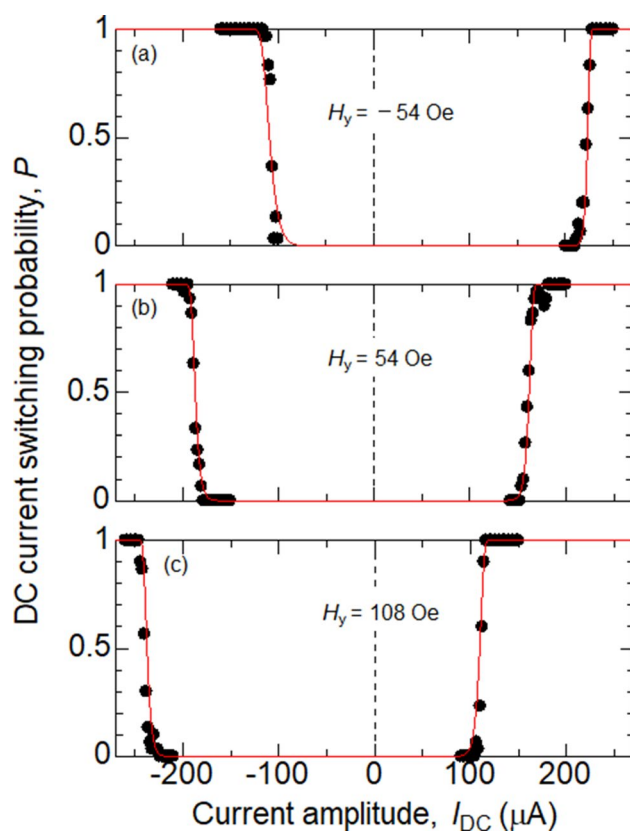 DC current switching probability, P
1
(a)
H_y = − 54 Oe
0.5
0
1
(b)
H_y = 54 Oe
0.5
0
1
(c)
H_y = 108 Oe
0.5
0
-200 -100 0 100 200
Current amplitude, I_DC (μA)